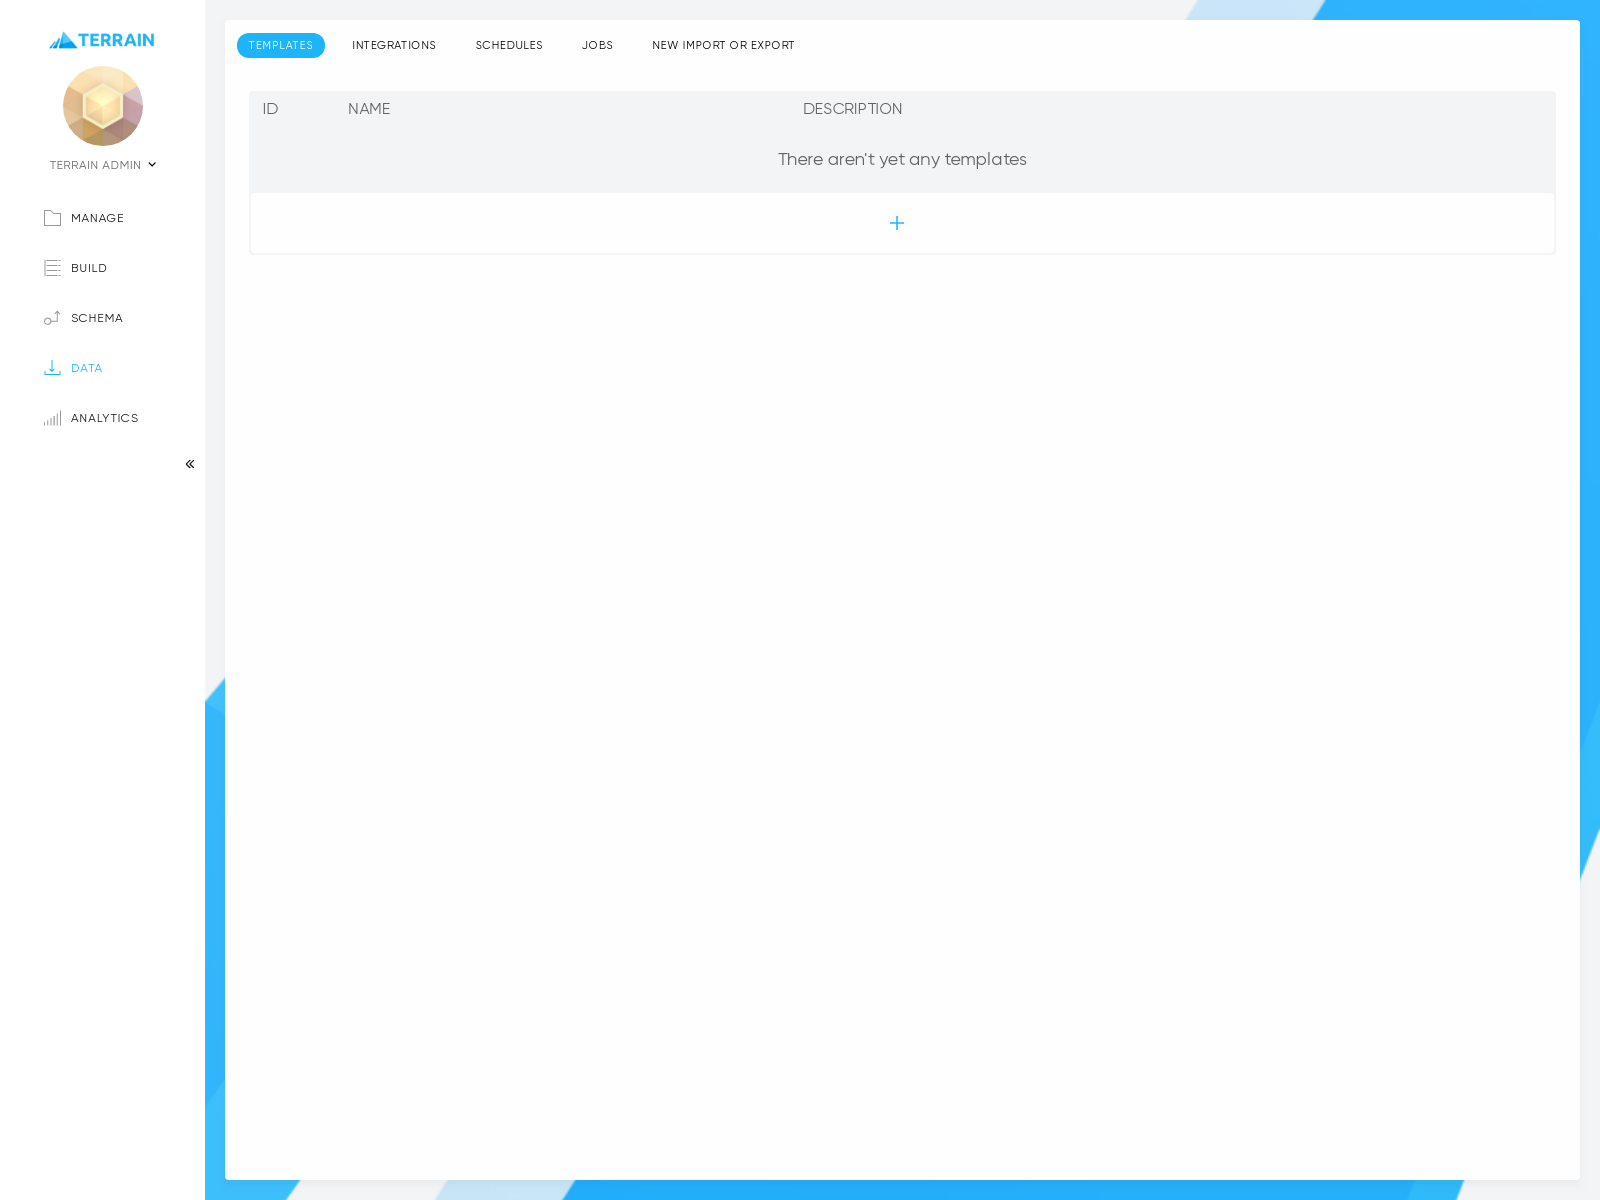 TERRAIN
TERRAIN ADMIN
MANAGE
BUILD
SCHEMA
DATA
ANALYTICS
TEMPLATES INTEGRATIONS SCHEDULES JOBS NEW IMPORT OR EXPORT
ID NAME DESCRIPTION
There aren't yet any templates